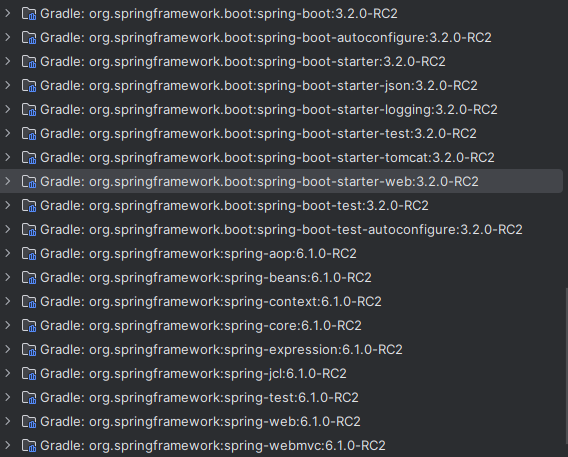 Gradle: org.springframework.boot:spring-boot:3.2.0-RC2
Gradle: org.springframework.boot:spring-boot-autoconfigure:3.2.0-RC2
Gradle: org.springframework.boot:spring-boot-starter:3.2.0-RC2
Gradle: org.springframework.boot:spring-boot-starter-json:3.2.0-RC2
Gradle: org.springframework.boot:spring-boot-starter-logging:3.2.0-RC2
Gradle: org.springframework.boot:spring-boot-starter-test:3.2.0-RC2
Gradle: org.springframework.boot:spring-boot-starter-tomcat:3.2.0-RC2
Gradle: org.springframework.boot:spring-boot-starter-web:3.2.0-RC2
Gradle: org.springframework.boot:spring-boot-test:3.2.0-RC2
Gradle: org.springframework.boot:spring-boot-test-autoconfigure:3.2.0-RC2
Gradle: org.springframework:spring-aop:6.1.0-RC2
Gradle: org.springframework:spring-beans:6.1.0-RC2
Gradle: org.springframework:spring-context:6.1.0-RC2
Gradle: org.springframework:spring-core:6.1.0-RC2
Gradle: org.springframework:spring-expression:6.1.0-RC2
Gradle: org.springframework:spring-jcl:6.1.0-RC2
Gradle: org.springframework:spring-test:6.1.0-RC2
Gradle: org.springframework:spring-web:6.1.0-RC2
Gradle: org.springframework:spring-webmvc:6.1.0-RC2